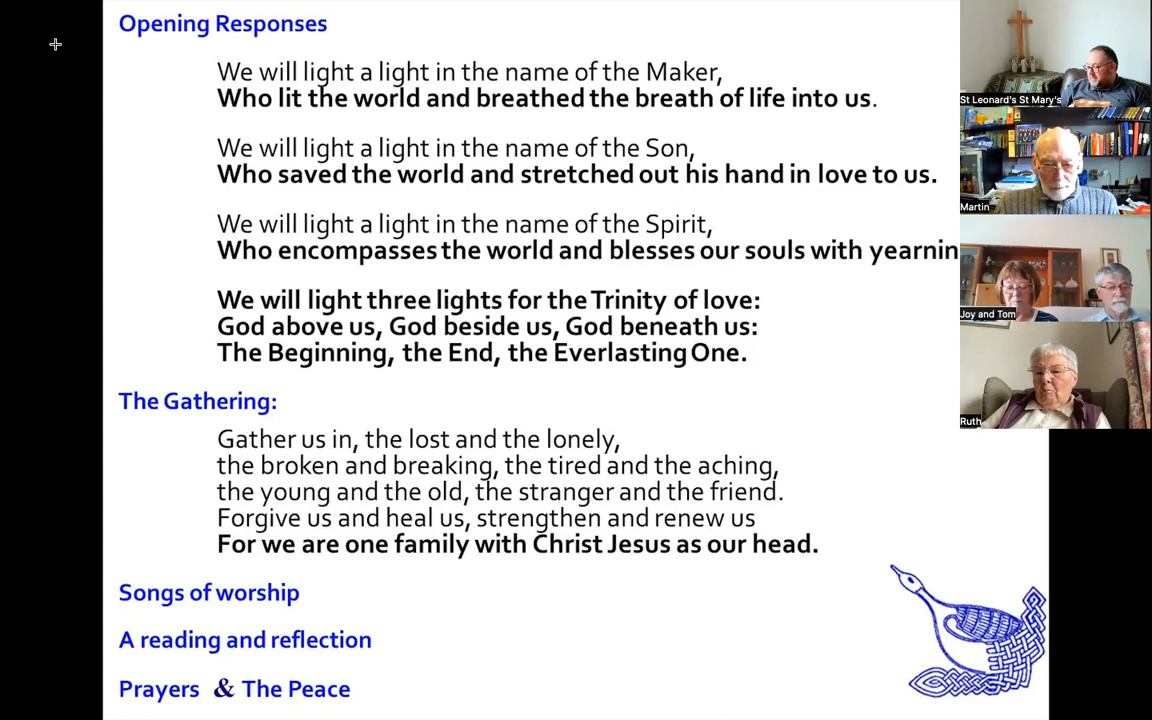 Opening Responses
We will light a light in the name of the Maker,
Who lit the world and breathed the breath of life into us.
We will light a light in the name of the Son,
Who saved the world and stretched out his hand in love to us.
We will light a light in the name of the Spirit,
Who encompasses the world and blesses our souls with yearnin
We will light three lights for the Trinity of love:
God above us, God beside us, God beneath us:
The Beginning, the End, the Everlasting One.
The Gathering:
Gather us in, the lost and the lonely,
the broken and breaking, the tired and the aching,
the young and the old, the stranger and the friend.
Forgive us and heal us, strengthen and renew us
For we are one family with Christ Jesus as our head.
Songs of worship
A reading and reflection
Prayers & The Peace
St Leonard's St Mary's
Martin
Joy and Tom
Ruth